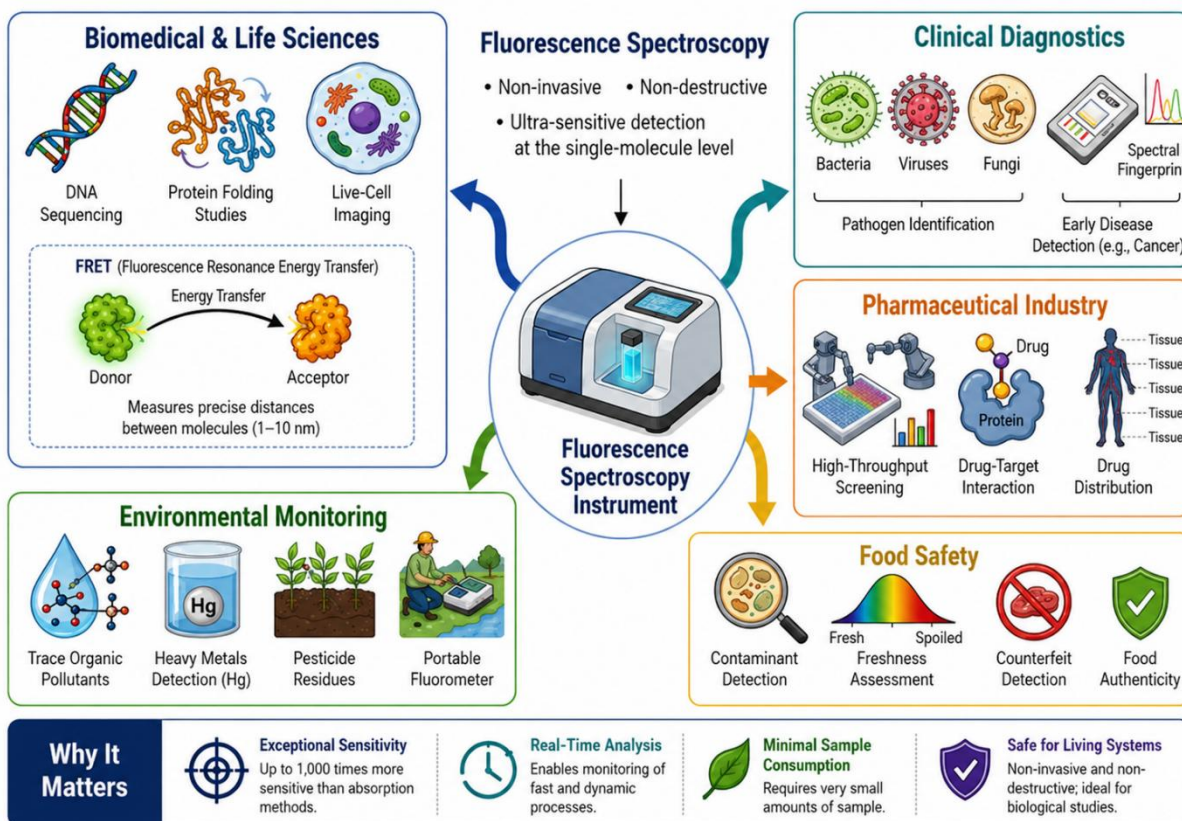 Biomedical & Life Sciences
DNA
Sequencing
Protein Folding
Studies
Live-Cell
Imaging
FRET (Fluorescence Resonance Energy Transfer)
Energy Transfer
Donor
Acceptor
Measures precise distances
between molecules (1–10 nm)
Fluorescence Spectroscopy
• Non-invasive • Non-destructive
• Ultra-sensitive detection
at the single-molecule level
Fluorescence
Spectroscopy
Instrument
Clinical Diagnostics
Bacteria
Viruses
Fungi
Spectral
Fingerprint
Pathogen Identification
Early Disease
Detection (e.g., Cancer)
Pharmaceutical Industry
Drug
Protein
Tissue
Tissue
Tissue
Tissue
Tissue
High-Throughput
Screening
Drug-Target
Interaction
Drug
Distribution
Environmental Monitoring
Hg
Trace Organic
Pollutants
Heavy Metals
Detection (Hg)
Pesticide
Residues
Portable
Fluorometer
Food Safety
Fresh
Spoiled
Contaminant
Detection
Freshness
Assessment
Counterfeit
Detection
Food
Authenticity
Why It
Matters
Exceptional Sensitivity
Up to 1,000 times more
sensitive than absorption
methods.
Real-Time Analysis
Enables monitoring of
fast and dynamic
processes.
Minimal Sample
Consumption
Requires very small
amounts of sample.
Safe for Living Systems
Non-invasive and non-
destructive; ideal for
biological studies.